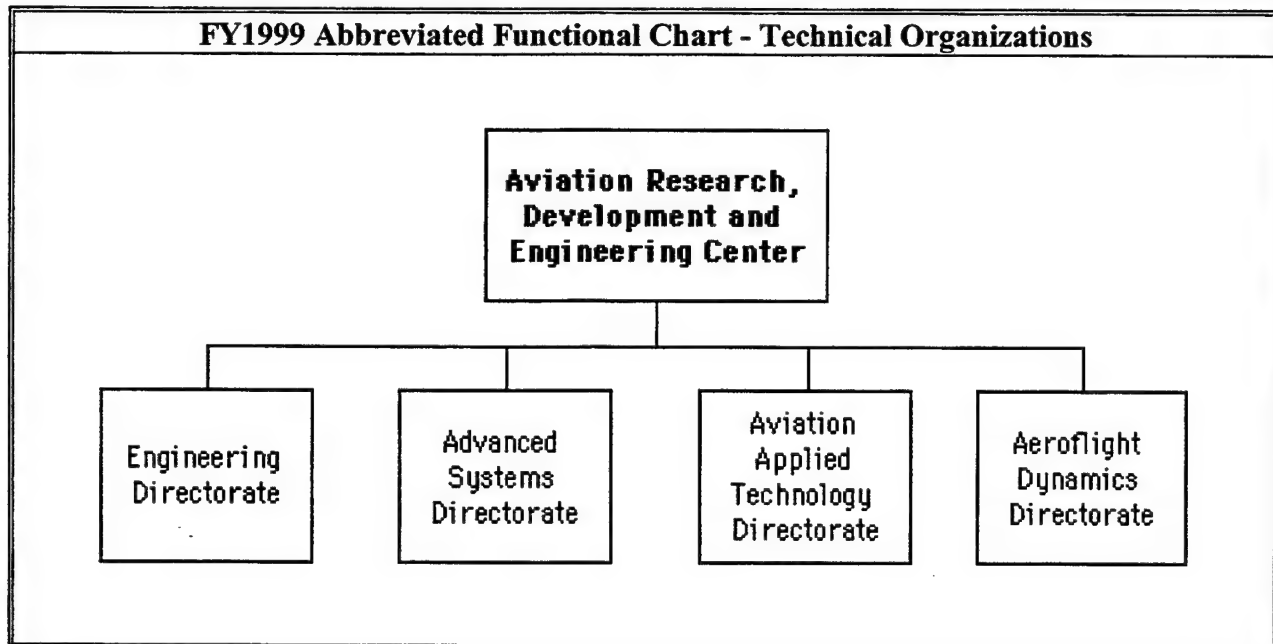 FY1999 Abbreviated Functional Chart - Technical Organizations
Aviation Research,
Development and
Engineering Center
Engineering
Directorate
Advanced
Systems
Directorate
Aviation
Applied
Technology
Directorate
Aeroflight
Dynamics
Directorate